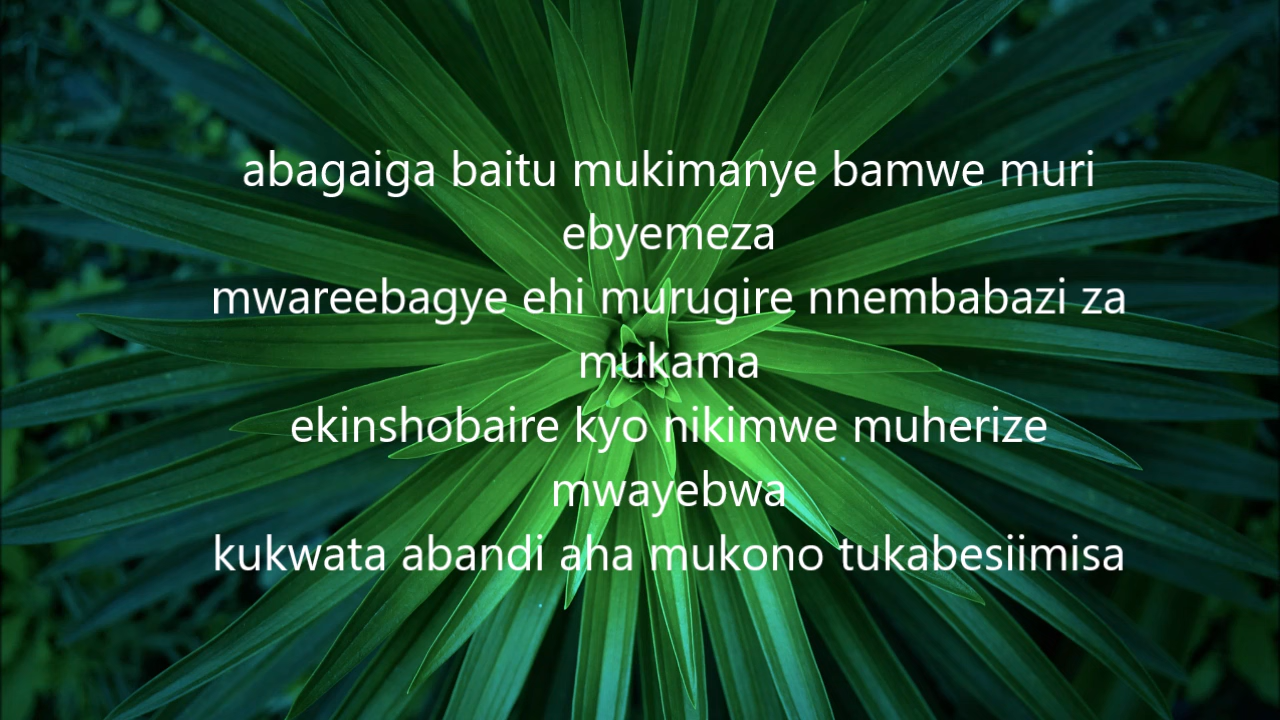 abagaiga baitu mukimanye bamwe muri
ebyemeza
mwareebagye ehi murugire nnembabazi za
mukama
ekinshobaire kyo nikimwe muherize
mwayebwa
kukwata abandi aha mukono tukabesiimisa